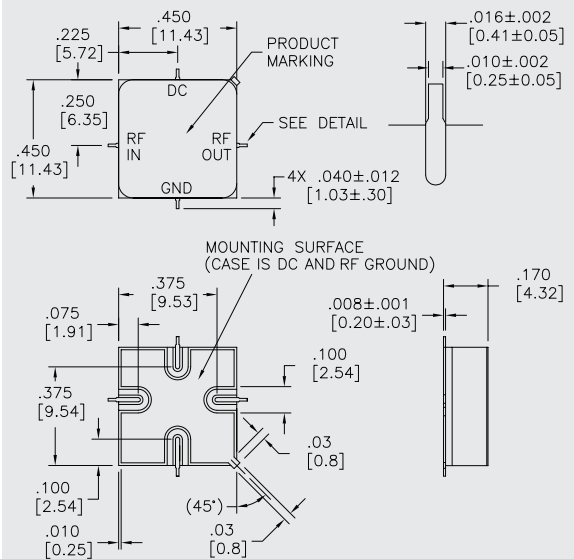 .450
[11.43]
.225
[5.72]
PRODUCT
MARKING
.016±.002
[0.41±0.05]
.010±.002
[0.25±0.05]
.250
[6.35]
DC
.450
[11.43]
RF
IN
RF
OUT
SEE DETAIL
GND
4X .040±.012
[1.03±.30]
MOUNTING SURFACE
(CASE IS DC AND RF GROUND)
.375
[9.53]
.170
[4.32]
.075
[1.91]
.008±.001
[0.20±.03]
.100
[2.54]
.375
[9.54]
.03
[0.8]
.100
[2.54]
(45°)
.010
[0.25]
.03
[0.8]